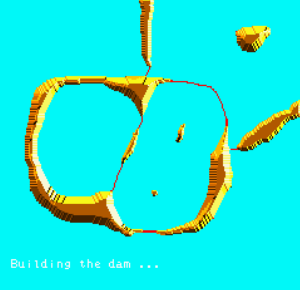 Building the dam ...